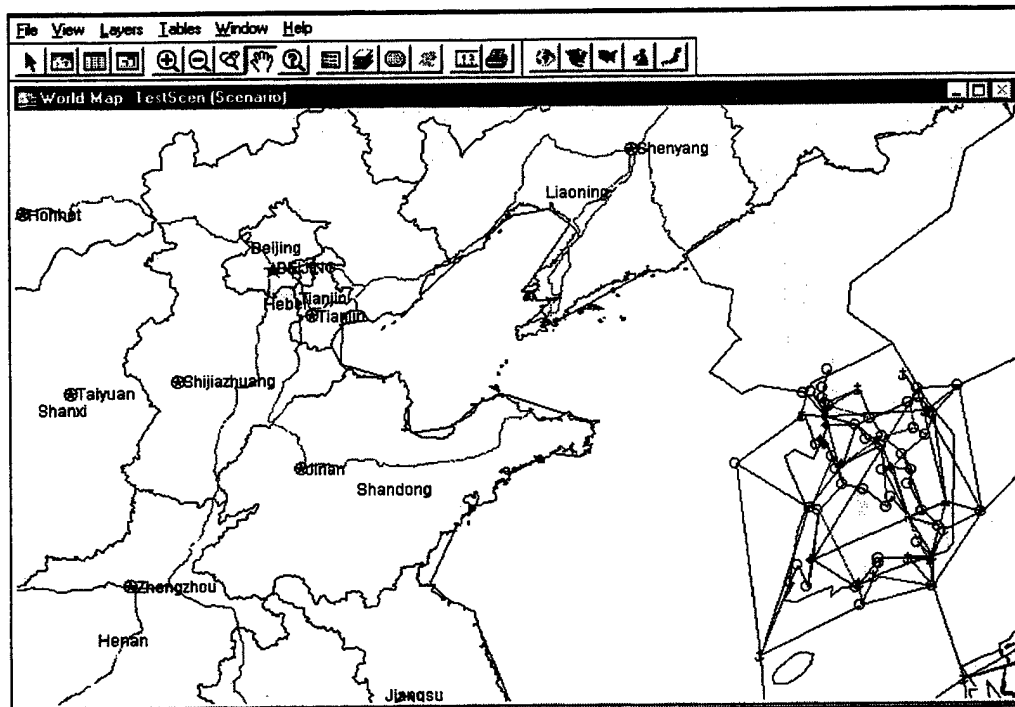 File View Layers Tables Window Help
World Map TestScen (Scenario)
Shenyang
Liaoning
Hohhot
Beijing
BEIJING
Hebei
Tianjin
Tianjin
Shijiazhuang
Taiyuan
Shanxi
Jinan
Shandong
Zhengzhou
Henan
Jiangsu